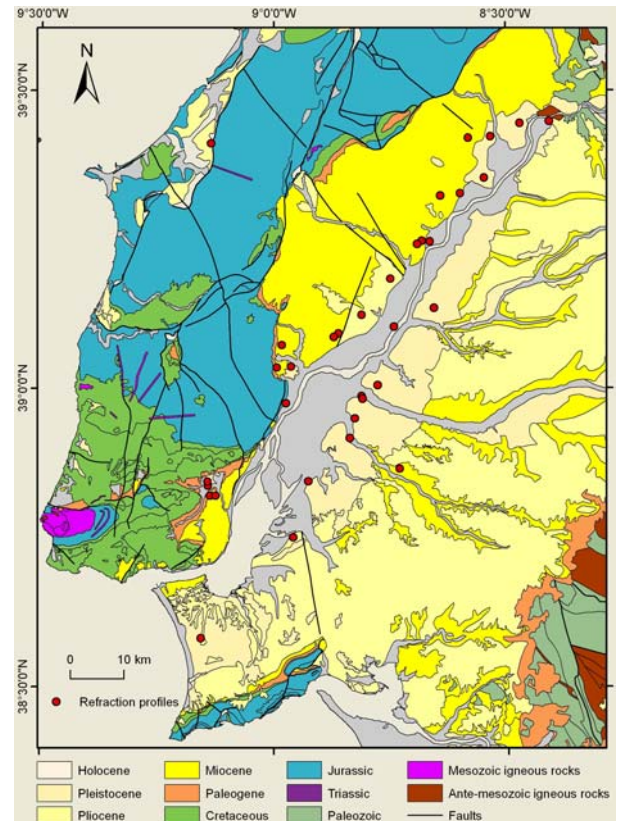 9°30'0"W 9°0'0"W 8°30'0"W
N
39°30'0"N
39°0'0"N
38°30'0"N
0 10 km
Refraction profiles
Holocene Miocene Jurassic Mesozoic igneous rocks
Pleistocene Paleogene Triassic Ante-mesozoic igneous rocks
Pliocene Cretaceous Paleozoic Faults